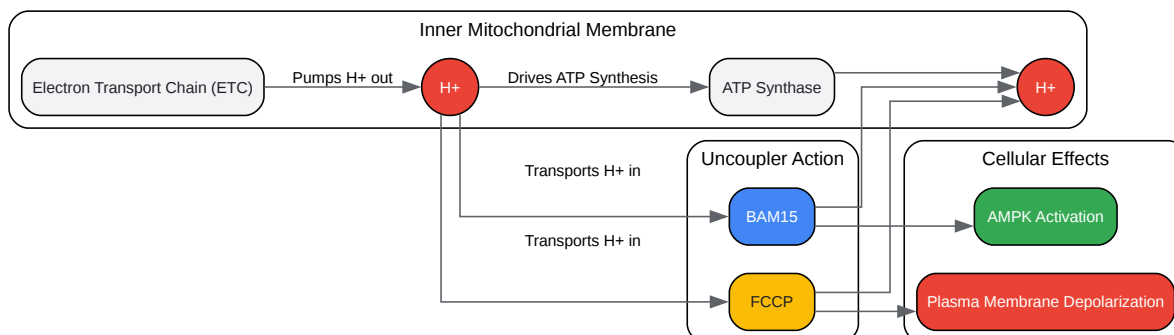 Inner Mitochondrial Membrane
Electron Transport Chain (ETC)
Pumps H+ out
H+
Drives ATP Synthesis
ATP Synthase
H+
Uncoupler Action
Cellular Effects
Transports H+ in
BAM15
AMPK Activation
Transports H+ in
FCCP
Plasma Membrane Depolarization